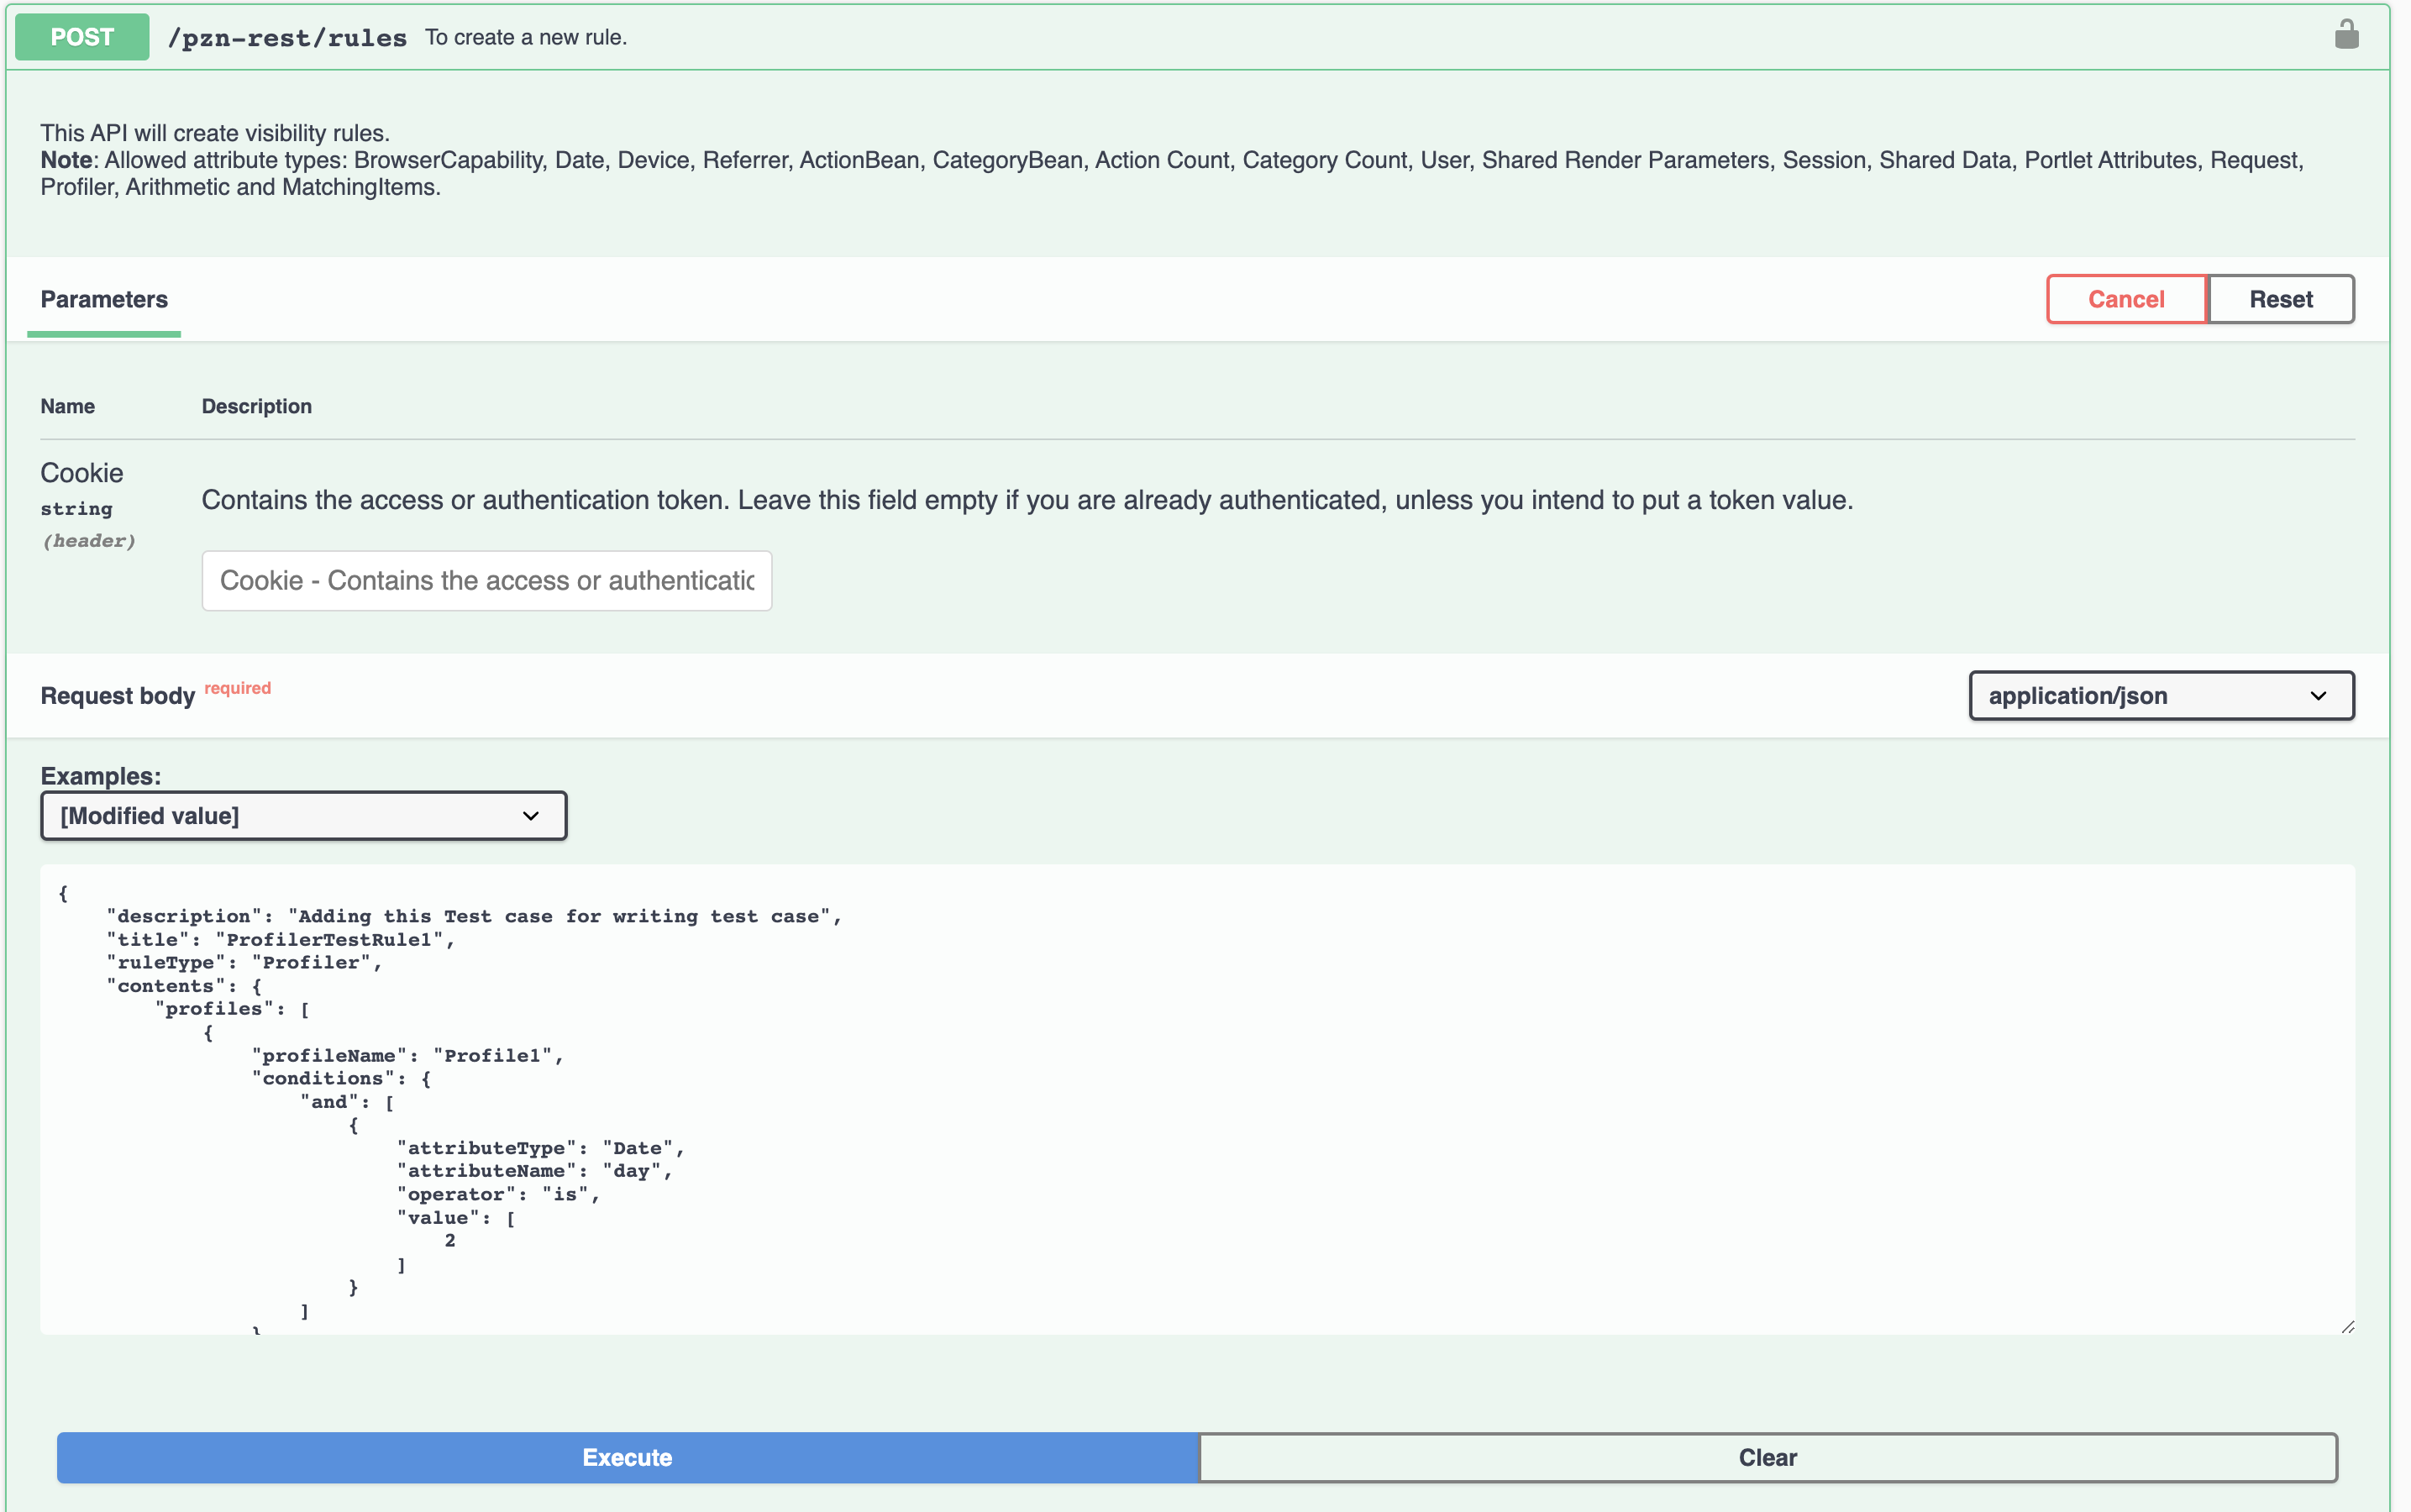 POST /pzn-rest/rules To create a new rule.
This API will create visibility rules.
Note: Allowed attribute types: BrowserCapability, Date, Device, Referrer, ActionBean, CategoryBean, Action Count, Category Count, User, Shared Render Parameters, Session, Shared Data, Portlet Attributes, Request,
Profiler, Arithmetic and MatchingItems.
Parameters
Cancel
Reset
Name Description
Cookie
string
(header)
Contains the access or authentication token. Leave this field empty if you are already authenticated, unless you intend to put a token value.
Cookie - Contains the access or authenticatic
Request body required
application/json
Examples:
[Modified value]
{
    "description": "Adding this Test case for writing test case",
    "title": "ProfilerTestRule1",
    "ruleType": "Profiler",
    "contents": {
        "profiles": [
            {
                "profileName": "Profile1",
                "conditions": {
                    "and": [
                        {
                            "attributeType": "Date",
                            "attributeName": "day",
                            "operator": "is",
                            "value": [
                                2
                            ]
                        }
                    ]
                }
Execute
Clear